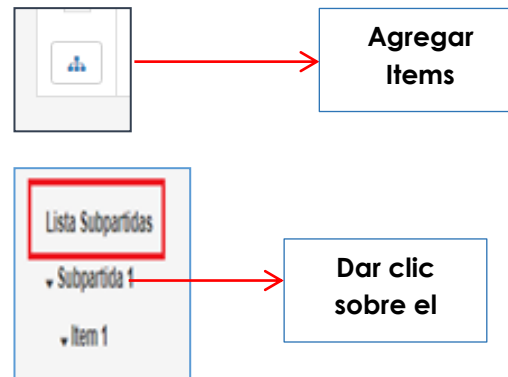 Agregar
Items
Lista Subpartidas
Subpartida 1
Dar clic
sobre el
Item 1